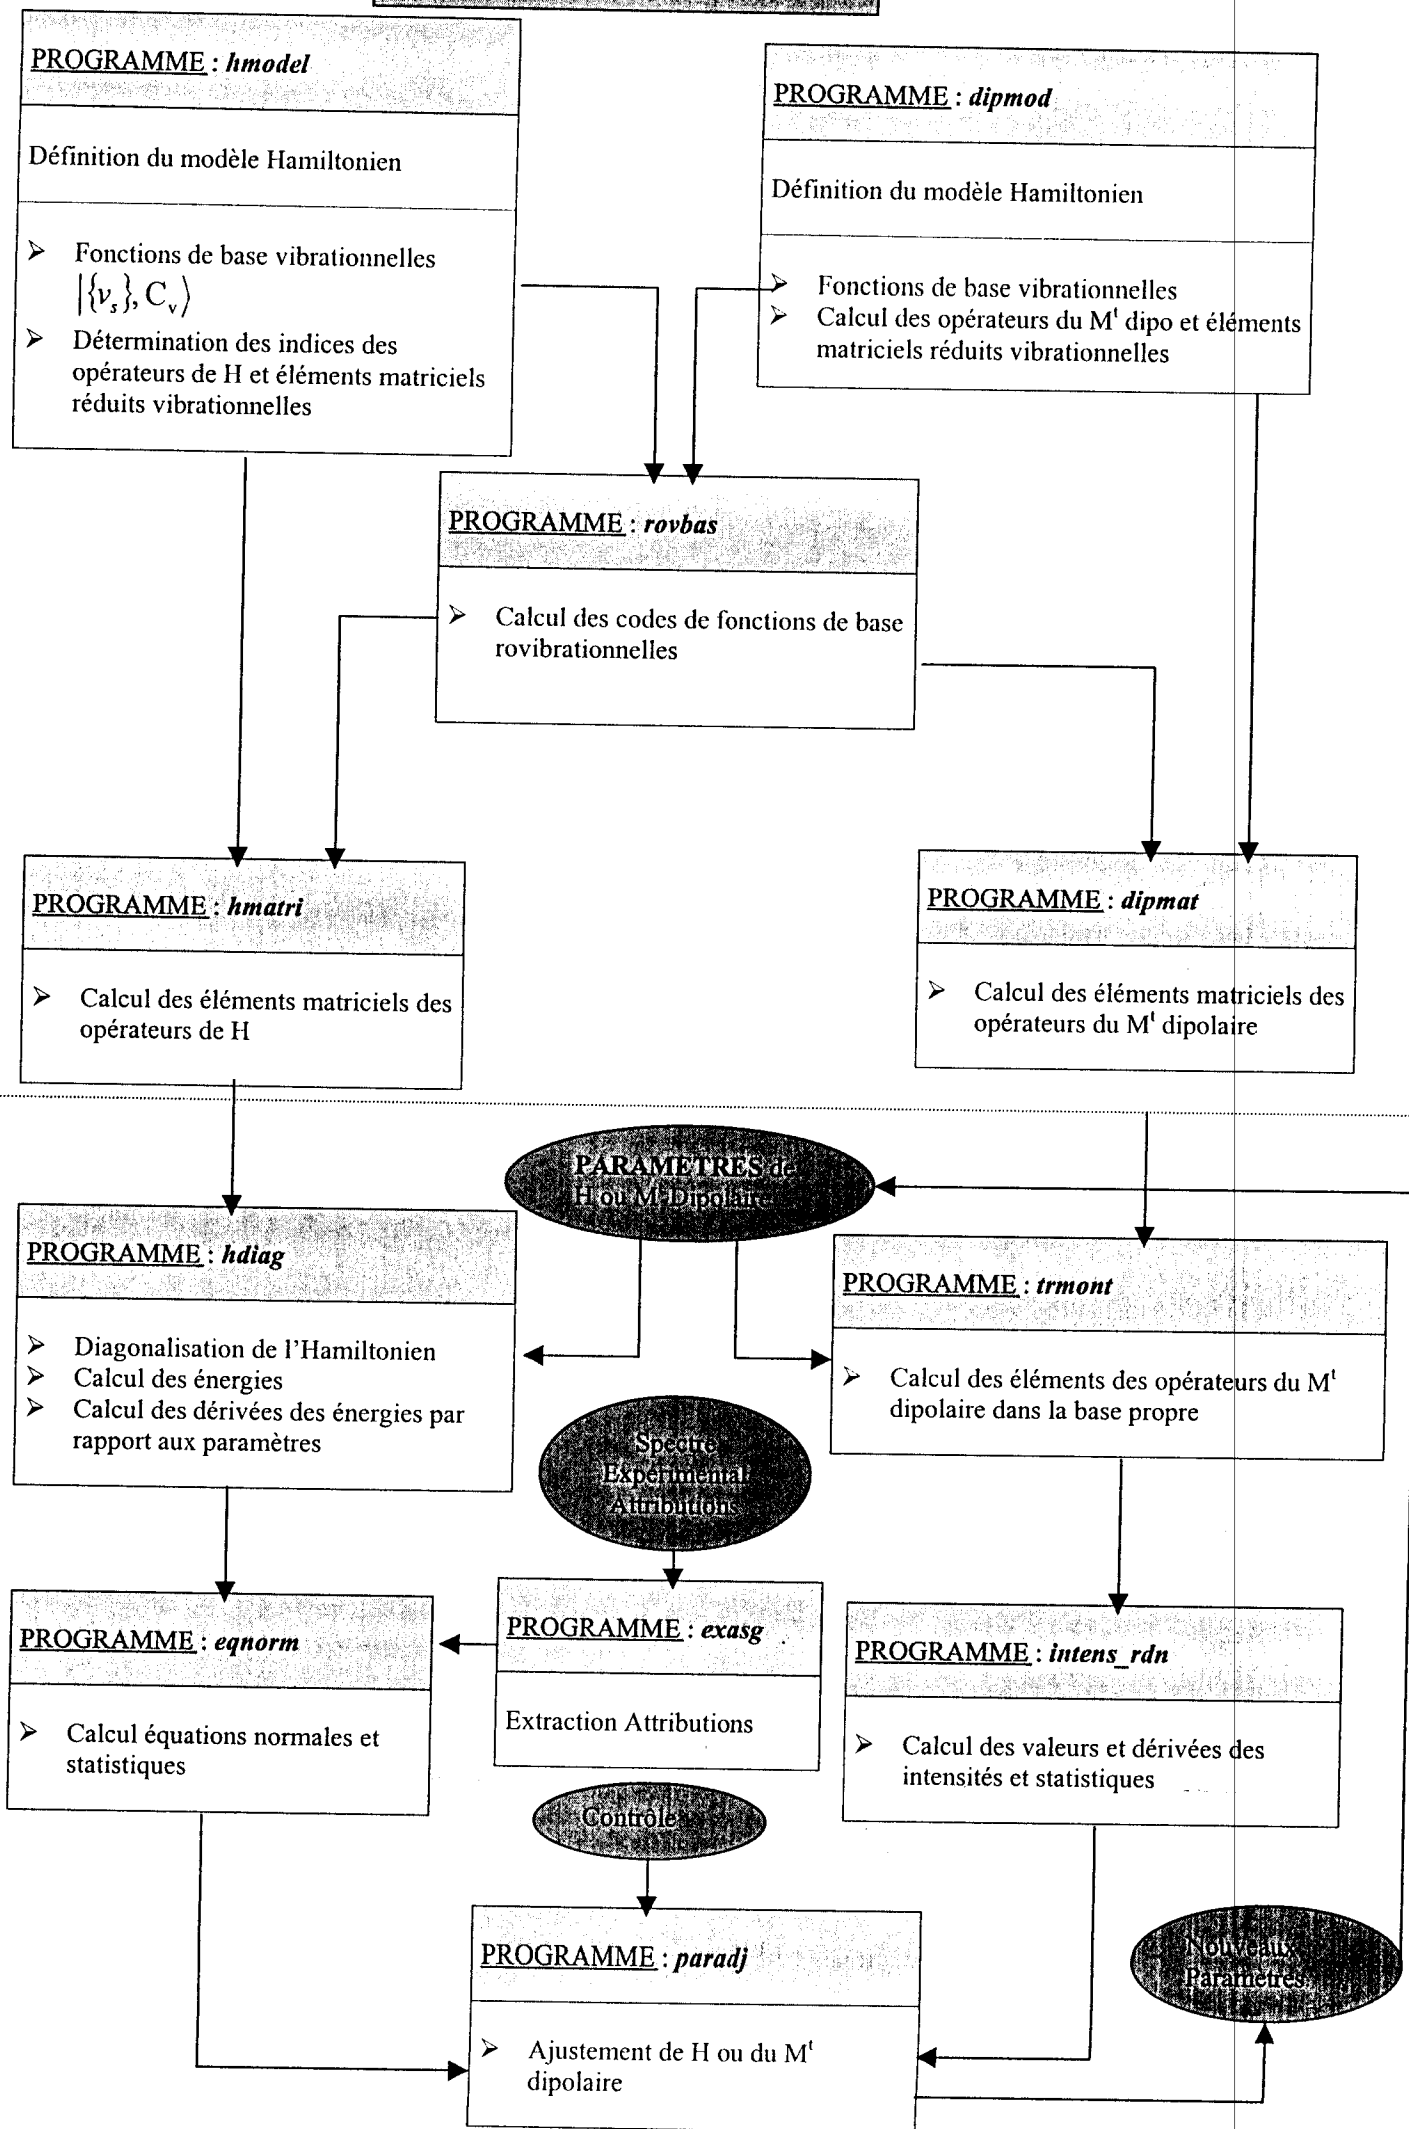 PROGRAMME : hmodel
Définition du modèle Hamiltonien
➢ Fonctions de base vibrationnelles
|{ν_s}, C_v⟩
➢ Détermination des indices des
opérateurs de H et éléments matriciels
réduits vibrationnelles
PROGRAMME : dipmod
Définition du modèle Hamiltonien
➢ Fonctions de base vibrationnelles
➢ Calcul des opérateurs du Mᵗ dipo et éléments
matriciels réduits vibrationnelles
PROGRAMME : rovbas
➢ Calcul des codes de fonctions de base
rovibrationnelles
PROGRAMME : hmatri
➢ Calcul des éléments matriciels des
opérateurs de H
PROGRAMME : dipmat
➢ Calcul des éléments matriciels des
opérateurs du Mᵗ dipolaire
PARAMETRES de
H ou Mᵗ Dipolaire
PROGRAMME : hdiag
➢ Diagonalisation de l'Hamiltonien
➢ Calcul des énergies
➢ Calcul des dérivées des énergies par
rapport aux paramètres
PROGRAMME : trmont
➢ Calcul des éléments des opérateurs du Mᵗ
dipolaire dans la base propre
Spectre
Expérimental
Attributions
PROGRAMME : eqnorm
➢ Calcul équations normales et
statistiques
PROGRAMME : exasg
Extraction Attributions
PROGRAMME : intens_rdn
➢ Calcul des valeurs et dérivées des
intensités et statistiques
Contrôle
PROGRAMME : paradj
➢ Ajustement de H ou du Mᵗ
dipolaire
Nouveaux
Paramètres